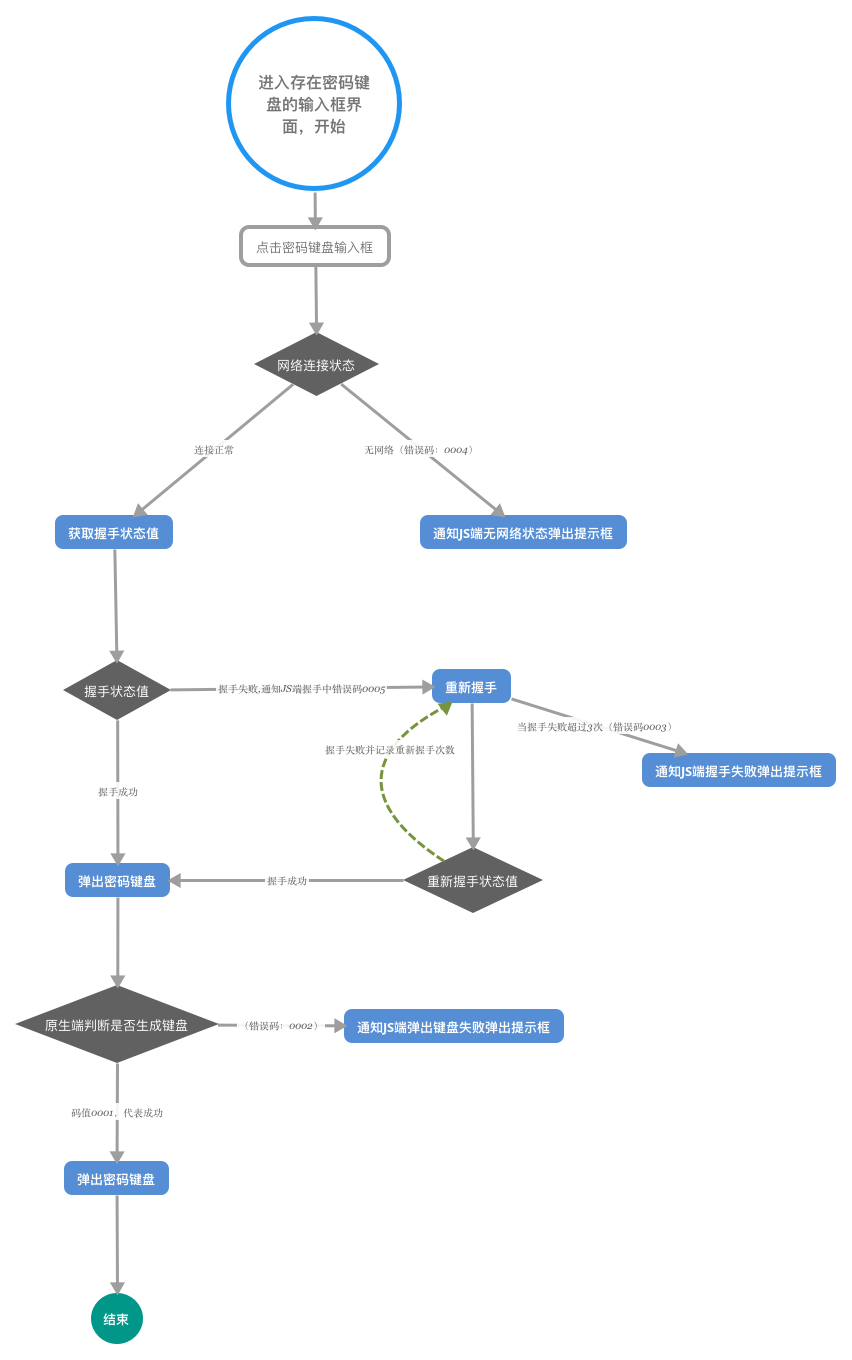 进入存在密码键
盘的输入框界
面，开始
点击密码键盘输入框
网络连接状态
连接正常
无网络（错误码：0004）
获取握手状态值
通知JS端无网络状态弹出提示框
握手状态值
握手失败,通知JS端握手中错误码0005
重新握手
当握手失败超过3次（错误码0003）
握手失败并记录重新握手次数
通知JS端握手失败弹出提示框
握手成功
弹出密码键盘
握手成功
重新握手状态值
原生端判断是否生成键盘
（错误码：0002）
通知JS端弹出键盘失败弹出提示框
码值0001，代表成功
弹出密码键盘
结束